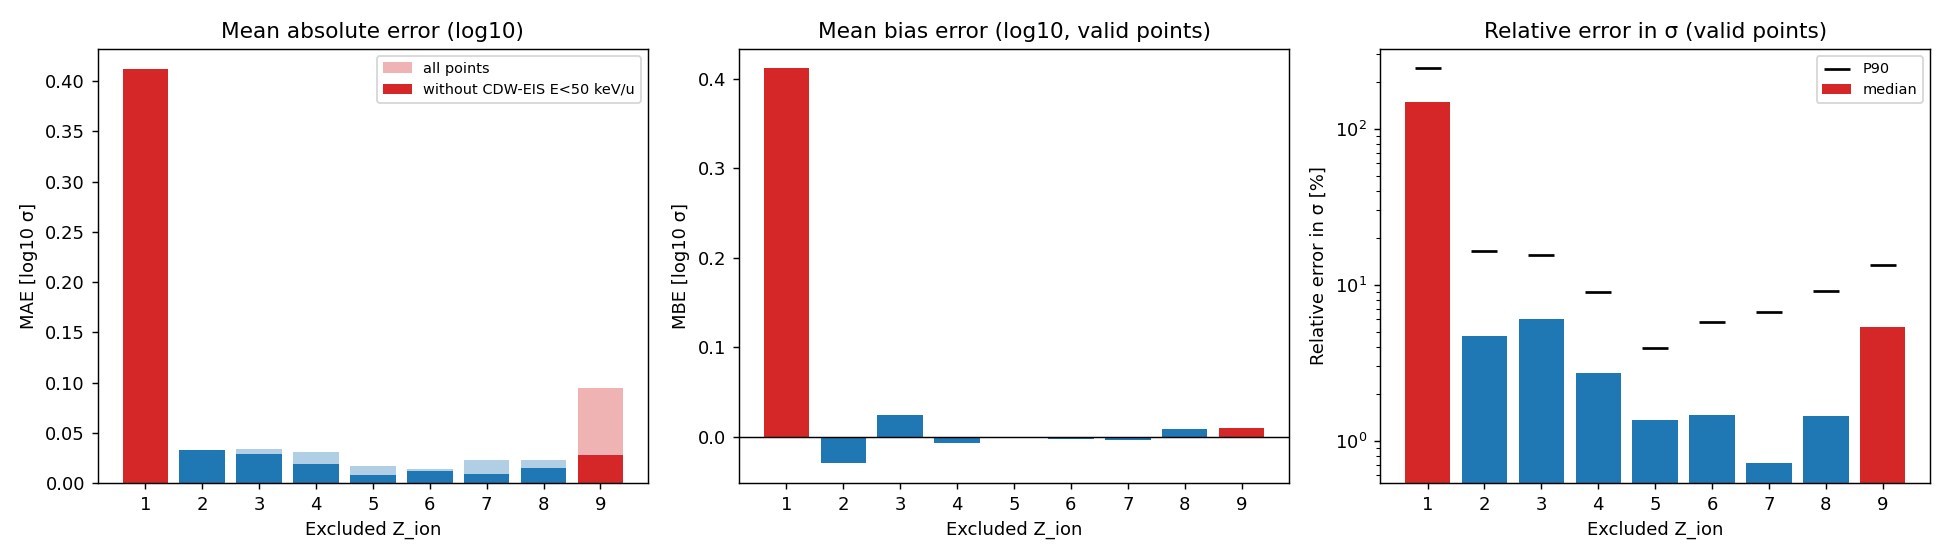 Mean absolute error (log10)
MAE [log10 σ]
0.40
0.35
0.30
0.25
0.20
0.15
0.10
0.05
0.00
all points
without CDW-EIS E<50 keV/u
1 2 3 4 5 6 7 8 9
Excluded Z_ion
Mean bias error (log10, valid points)
MBE [log10 σ]
0.4
0.3
0.2
0.1
0.0
1 2 3 4 5 6 7 8 9
Excluded Z_ion
Relative error in σ (valid points)
Relative error in σ [%]
10²
10¹
10⁰
P90
median
1 2 3 4 5 6 7 8 9
Excluded Z_ion